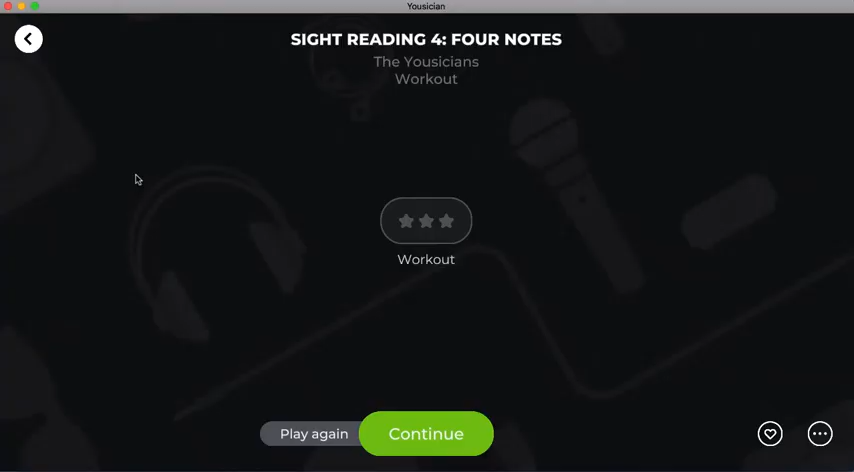 Yousician
SIGHT READING 4: FOUR NOTES
The Yousicians
Workout
Workout
Play again
Continue